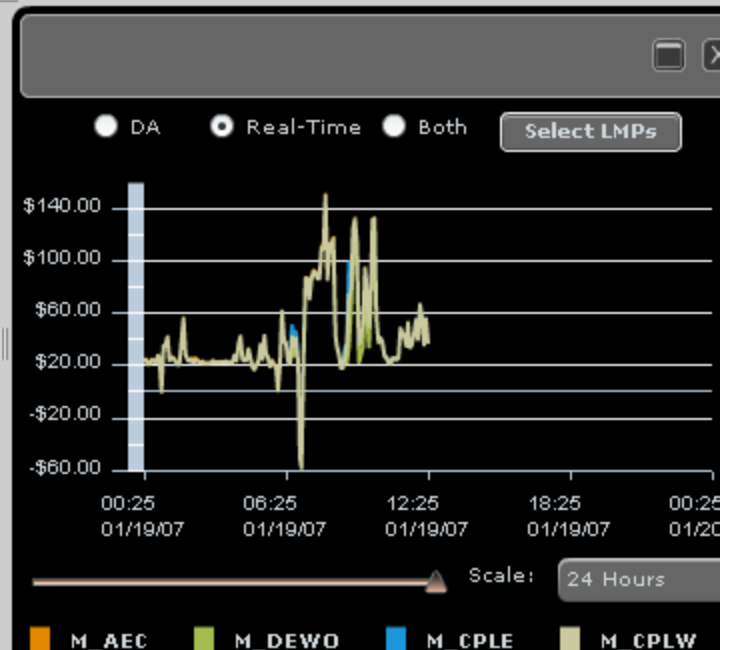 DA Real-Time Both Select LMPs
$140.00
$100.00
$60.00
$20.00
-$20.00
-$60.00
00:25 06:25 12:25 18:25 00:25
01/19/07 01/19/07 01/19/07 01/19/07 01/20
Scale: 24 Hours
M_AEC M_DEWO M_CPLE M_CPLW